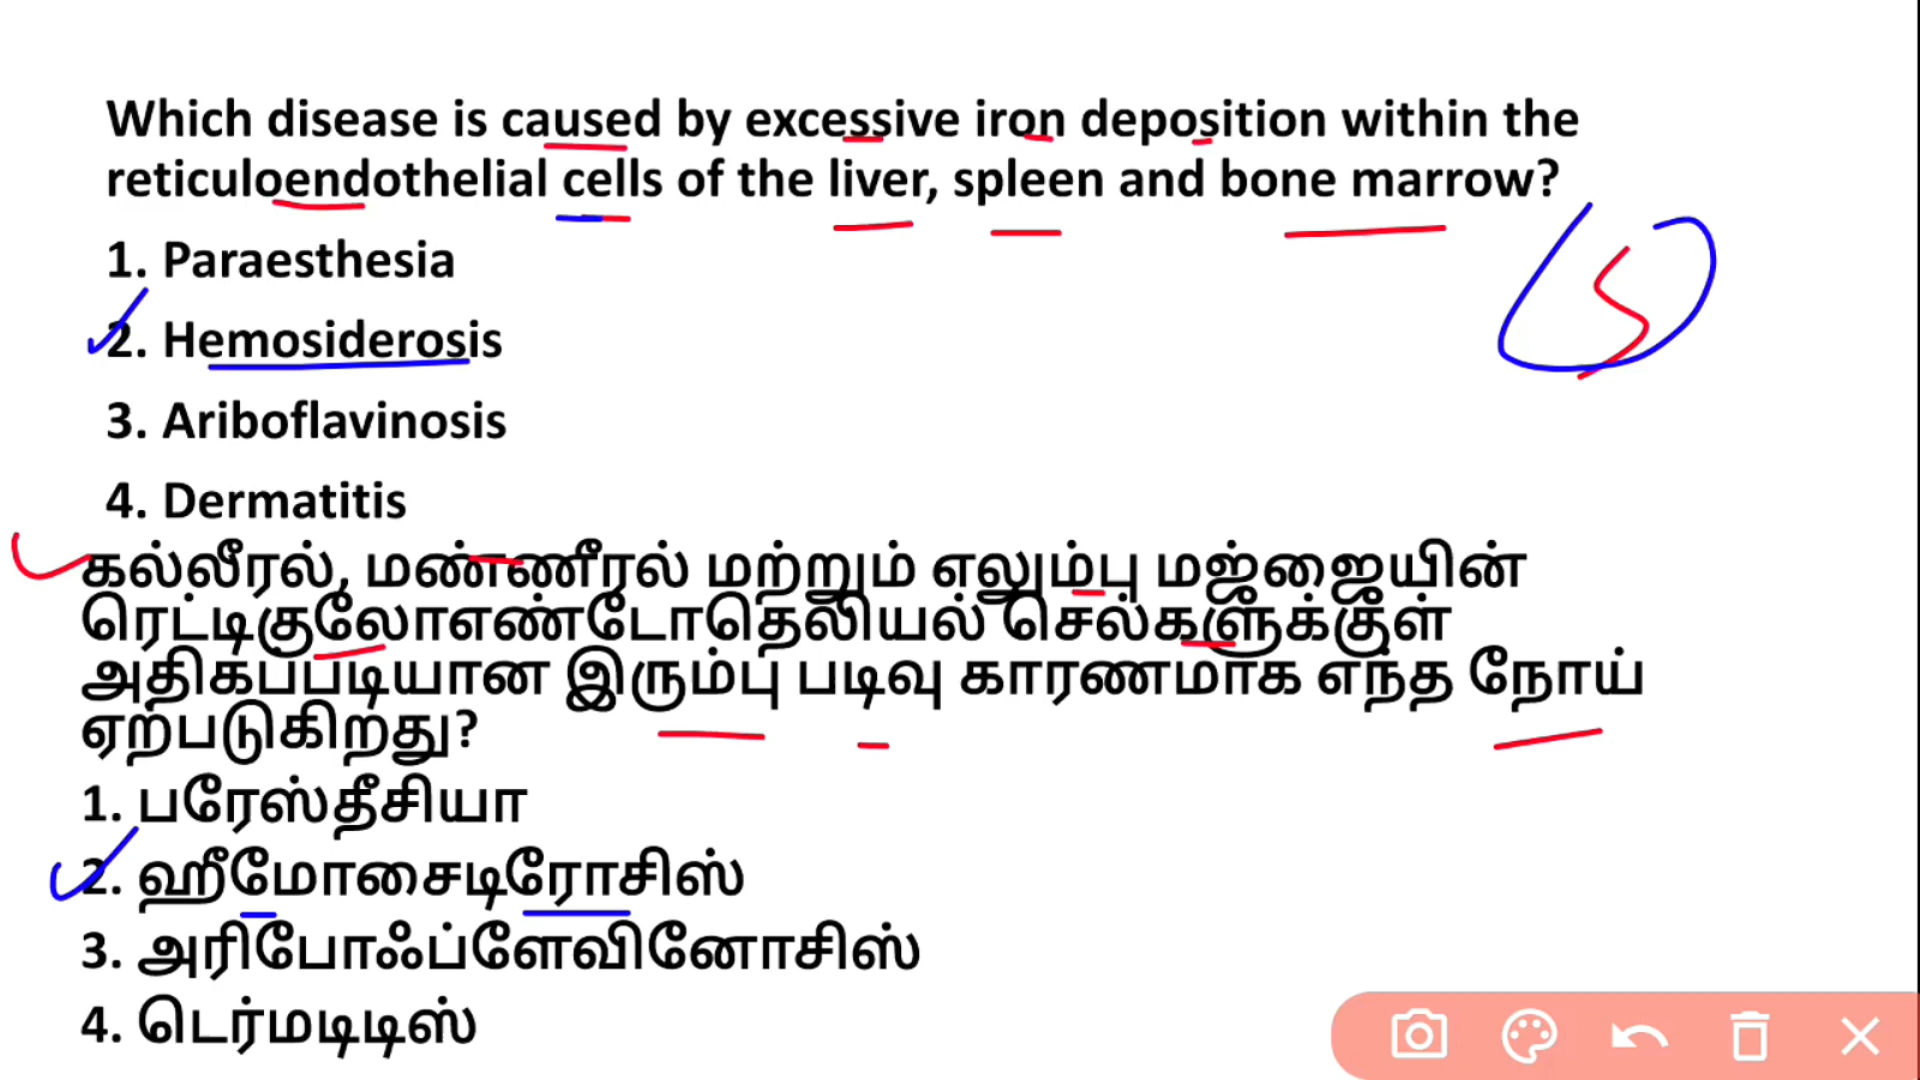 Which disease is caused by excessive iron deposition within the
reticuloendothelial cells of the liver, spleen and bone marrow?
1. Paraesthesia
2. Hemosiderosis
3. Ariboflavinosis
4. Dermatitis
கல்லீரல், மண்ணீரல் மற்றும் எலும்பு மஜ்ஜையின்
ரெட்டிகுலோஎண்டோதெலியல் செல்களுக்குள்
அதிகப்படியான இரும்பு படிவு காரணமாக எந்த நோய்
ஏற்படுகிறது?
1. பரேஸ்தீசியா
2. ஹீமோசைடிரோசிஸ்
3. அரிபோஃப்ளேவினோசிஸ்
4. டெர்மடிடிஸ்